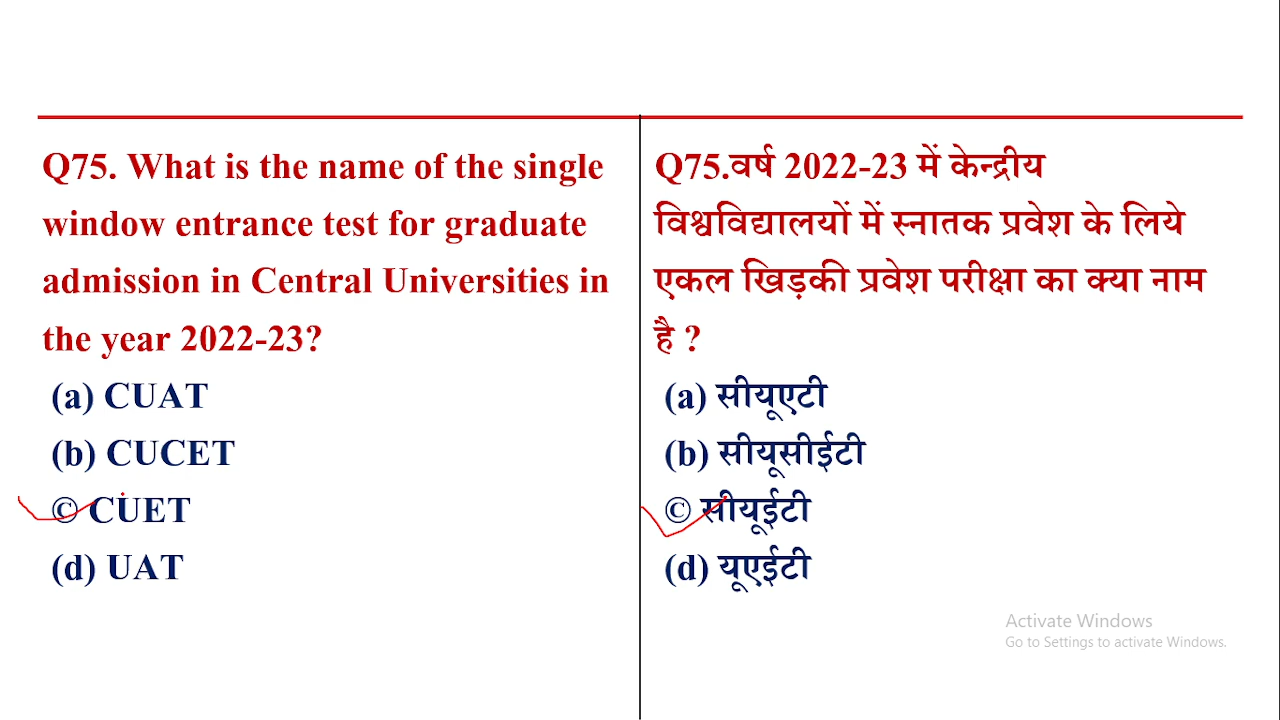 Q75. What is the name of the single
window entrance test for graduate
admission in Central Universities in
the year 2022-23?
(a) CUAT
(b) CUCET
© CUET
(d) UAT
Q75.वर्ष 2022-23 में केन्द्रीय
विश्वविद्यालयों में स्नातक प्रवेश के लिये
एकल खिड़की प्रवेश परीक्षा का क्या नाम
है ?
(a) सीयूएटी
(b) सीयूसीईटी
© सीयूईटी
(d) यूएईटी
Activate Windows
Go to Settings to activate Windows.